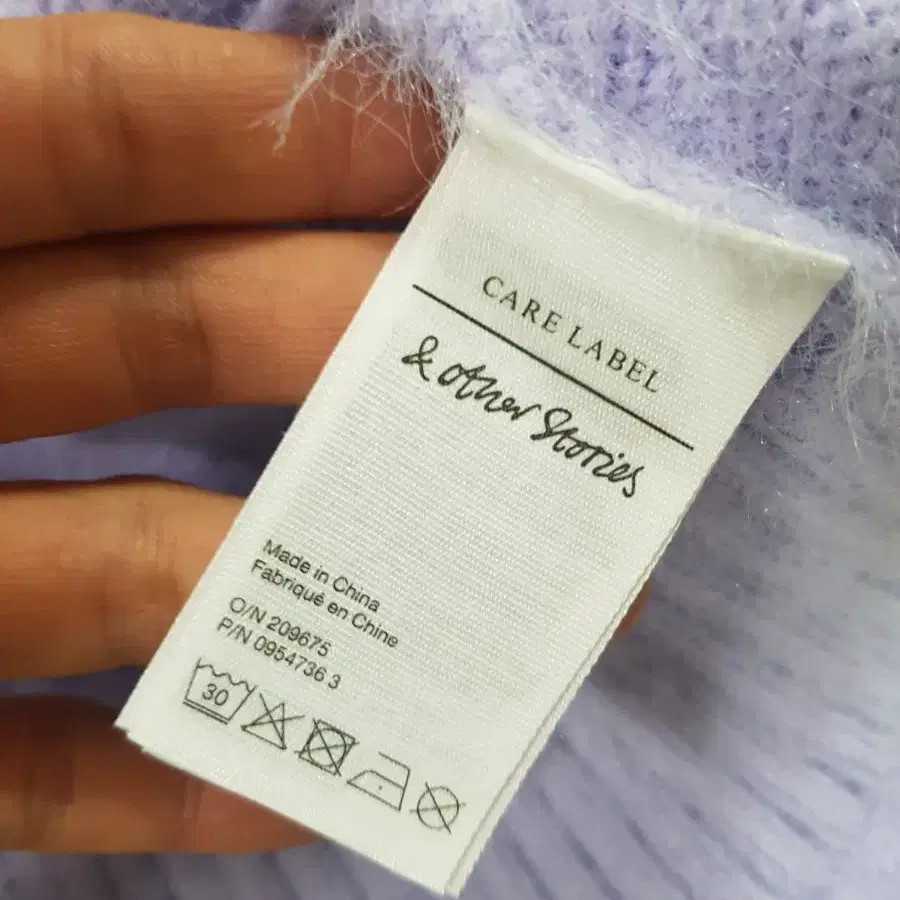 CARE LABEL
& other Stories
Made in China
Fabriqué en Chine
O/N 209675
P/N 0954736 3
30